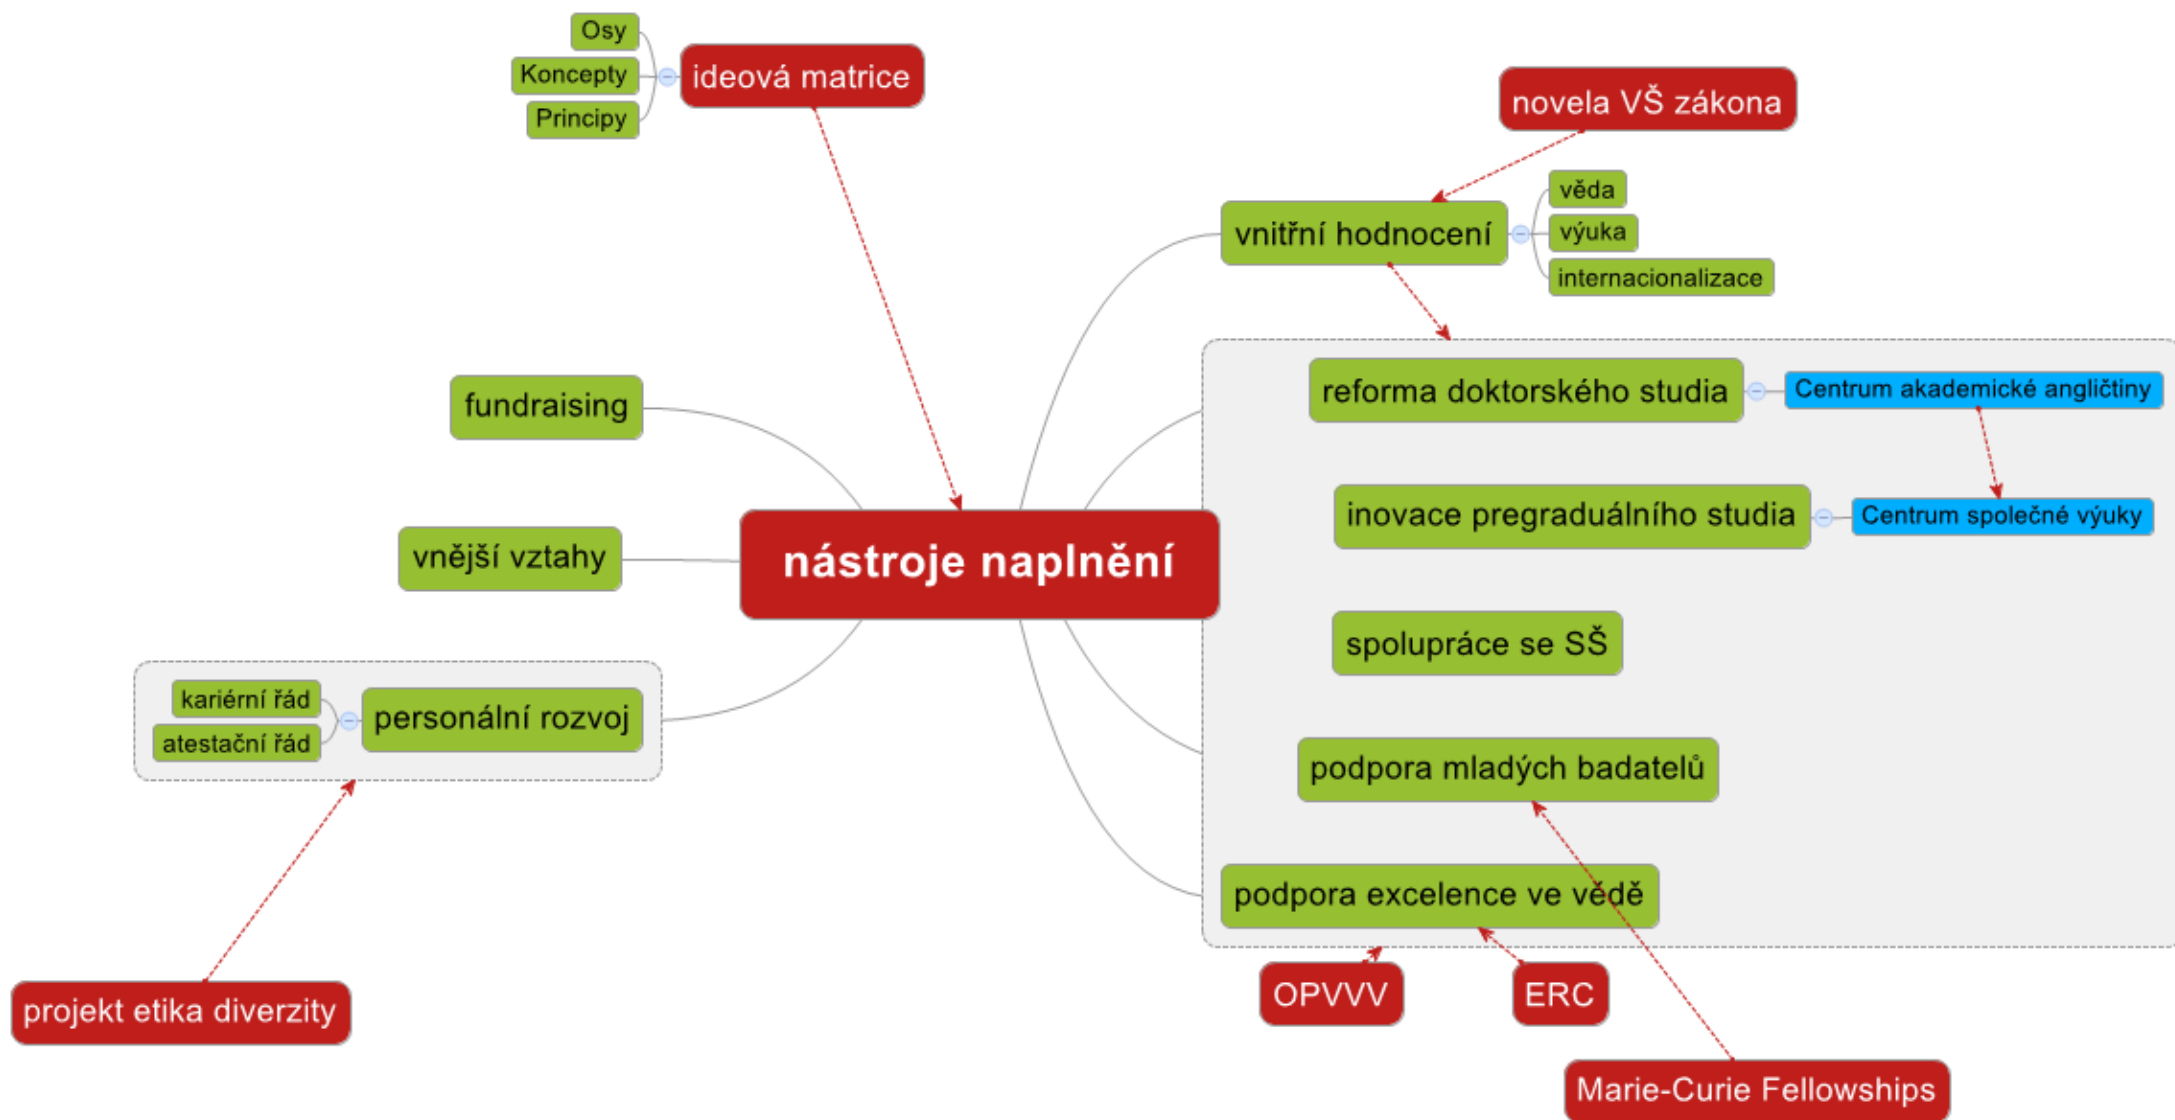 Osy
Koncepty
Principy
ideová matrice
novela VŠ zákona
vnitřní hodnocení
věda
výuka
internacionalizace
fundraising
vnější vztahy
kariérní řád
atestační řád
personální rozvoj
nástroje naplnění
reforma doktorského studia
Centrum akademické angličtiny
inovace pregraduálního studia
Centrum společné výuky
spolupráce se SŠ
podpora mladých badatelů
podpora excelence ve vědě
projekt etika diverzity
OPVVV
ERC
Marie-Curie Fellowships